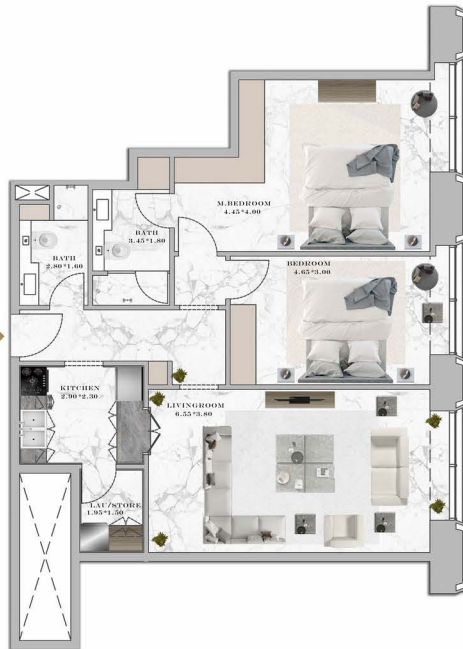 M.BEDROOM
4.45*4.00
BATH
3.45*1.80
BATH
2.80*1.60
BEDROOM
4.65*3.00
KITCHEN
2.90*2.30
LIVINGROOM
6.55*3.80
LAU/STORE
1.95*1.50